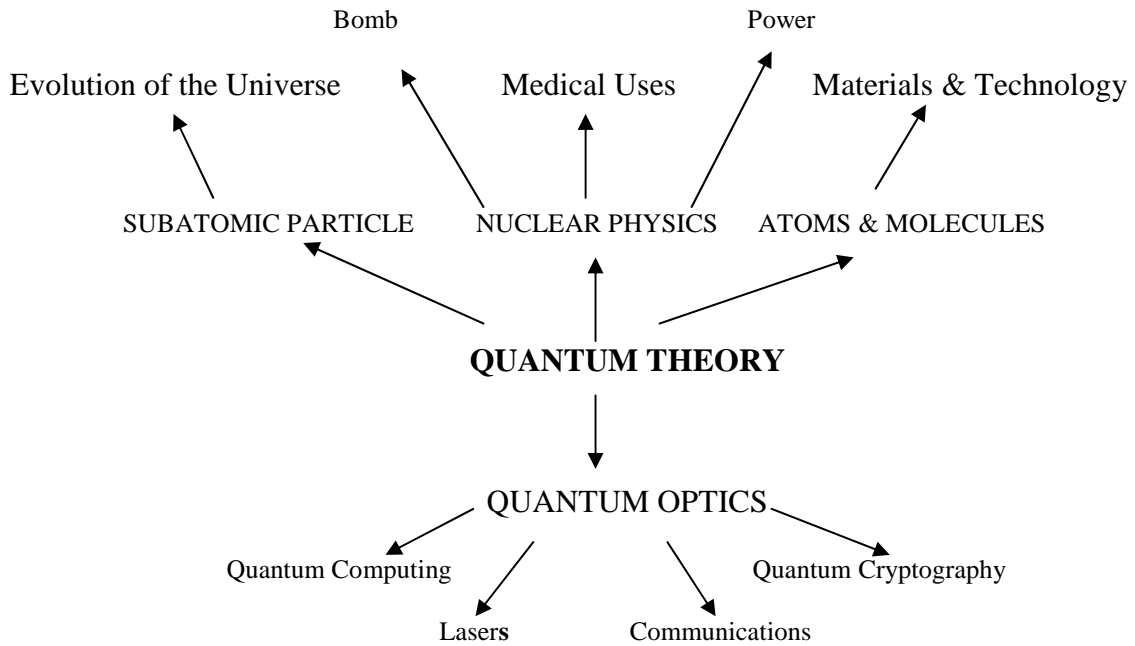 Bomb
Power
Evolution of the Universe
Medical Uses
Materials & Technology
SUBATOMIC PARTICLE
NUCLEAR PHYSICS
ATOMS & MOLECULES
QUANTUM THEORY
QUANTUM OPTICS
Quantum Computing
Quantum Cryptography
Lasers
Communications